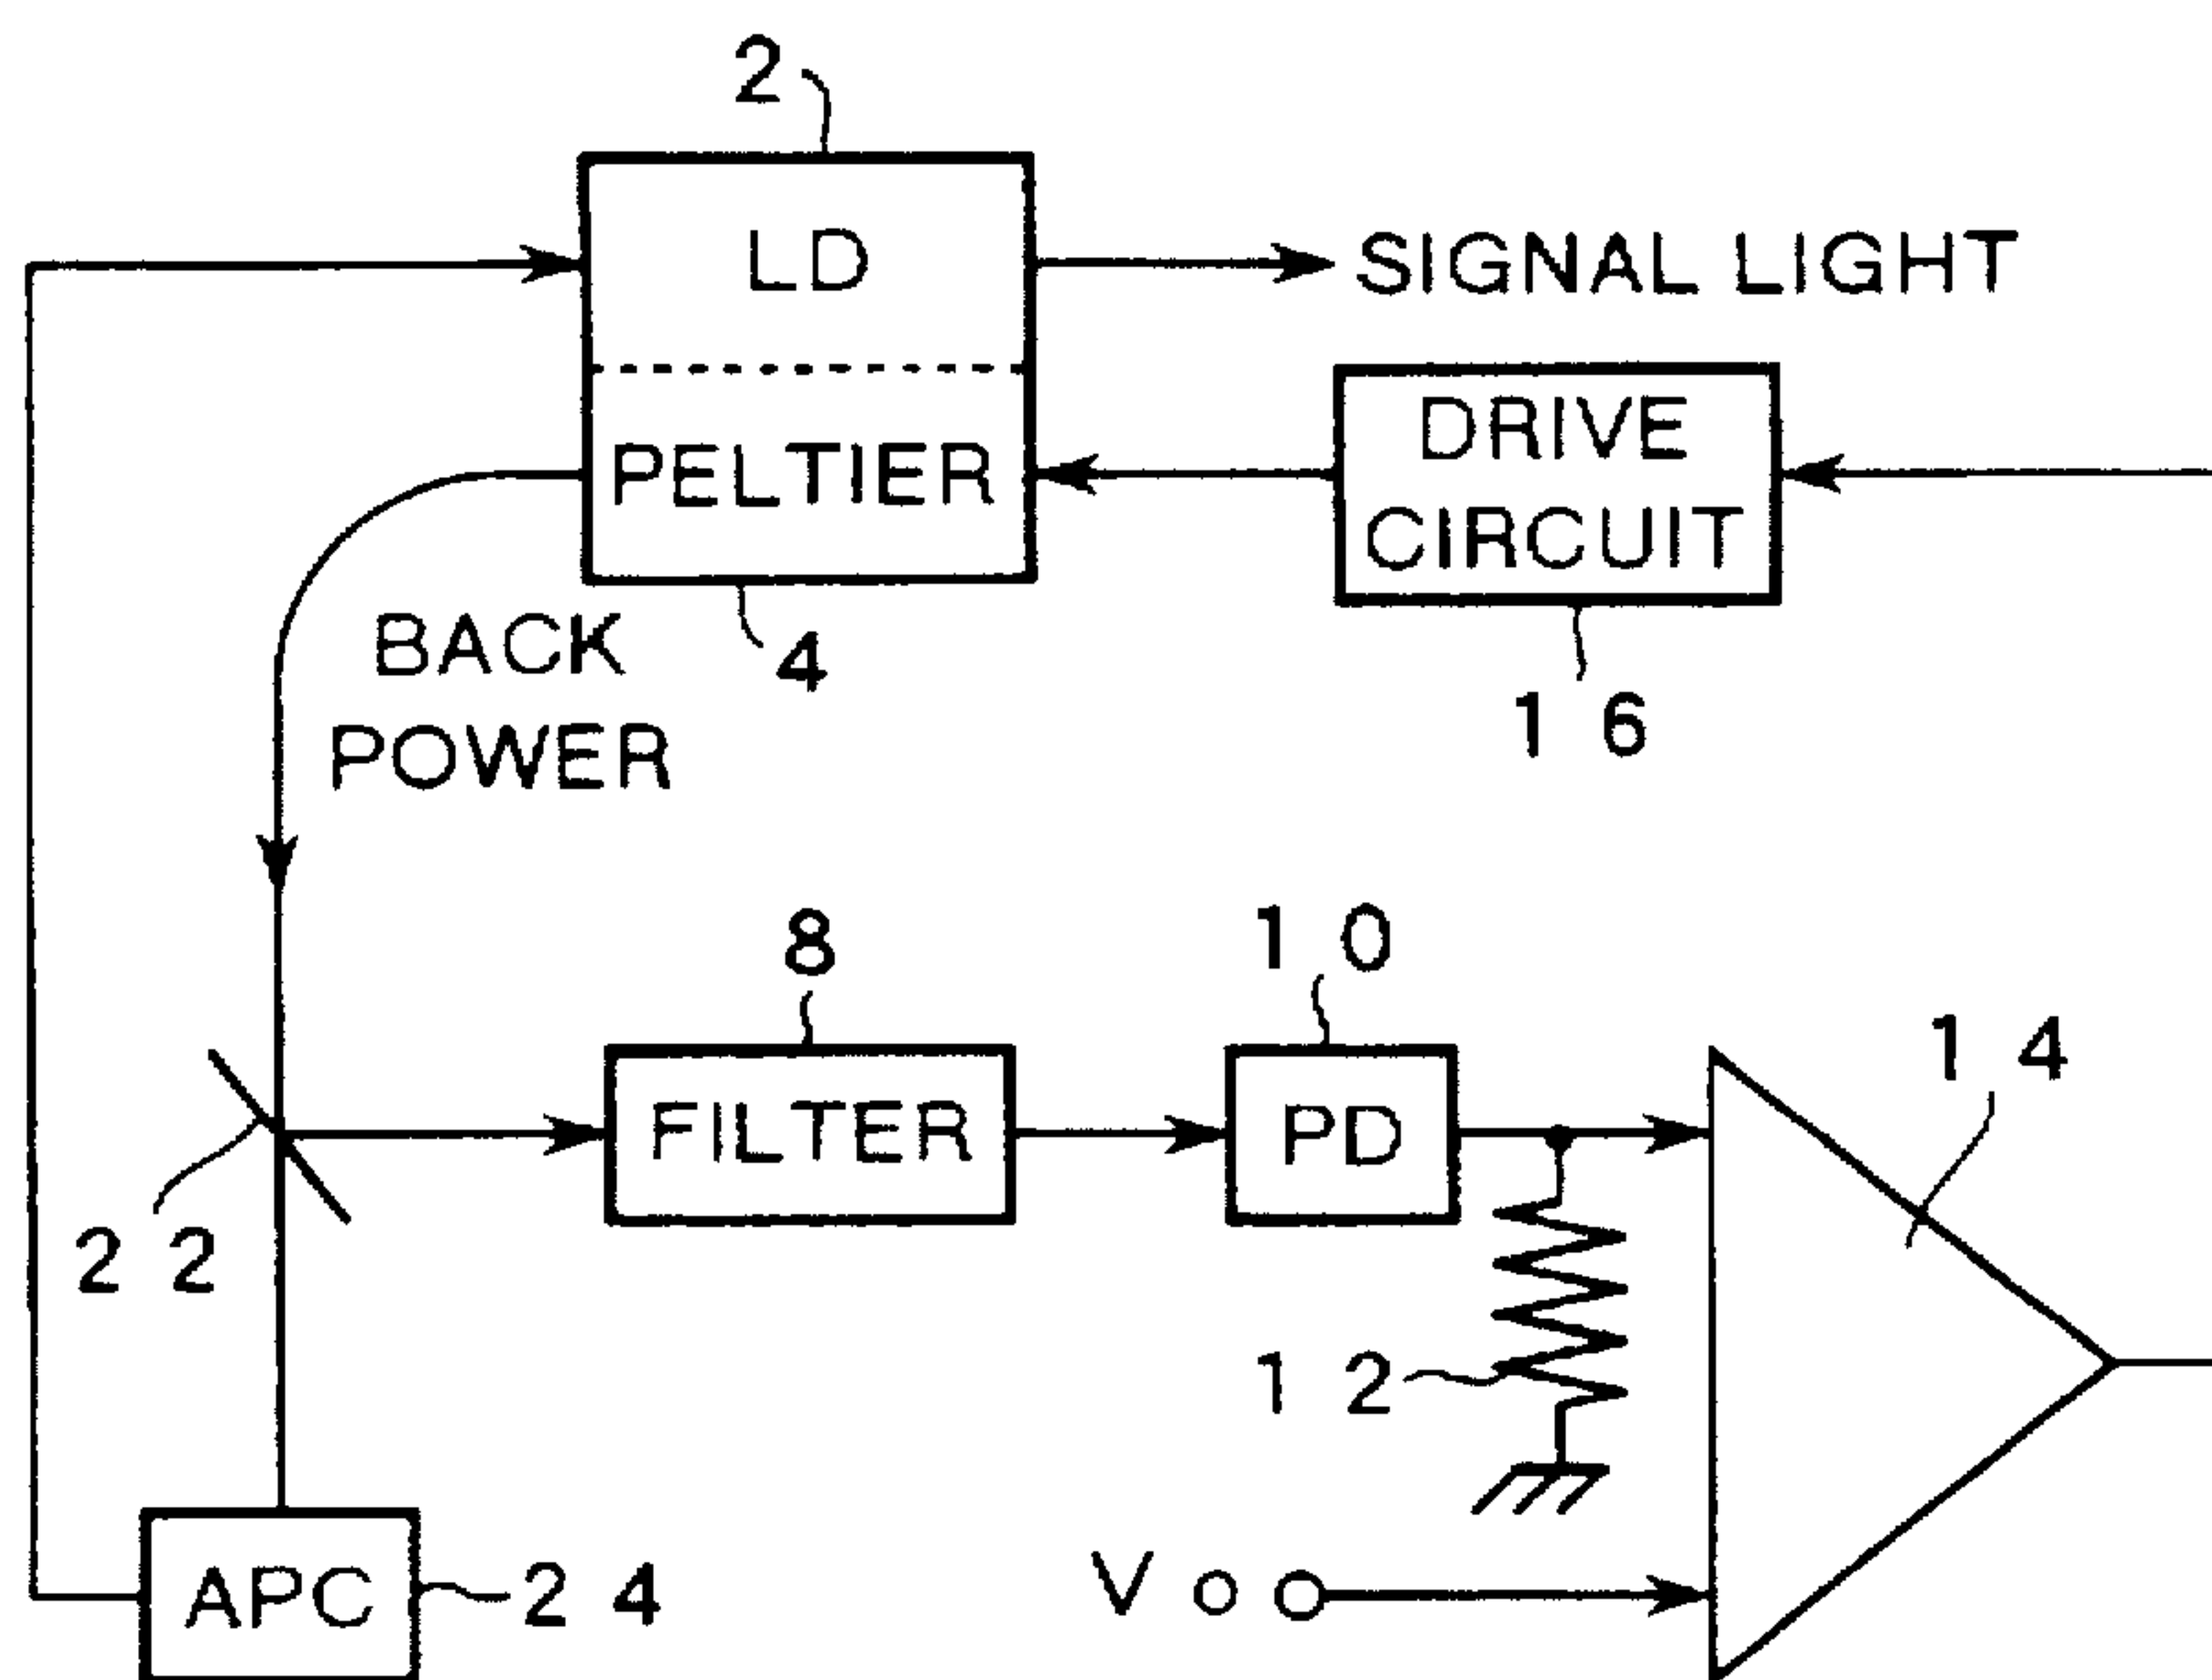 2
LD
SIGNAL LIGHT
PELTIER
DRIVE
CIRCUIT
BACK
POWER
4
16
8
10
14
FILTER
PD
22
12
APC
24
Vo